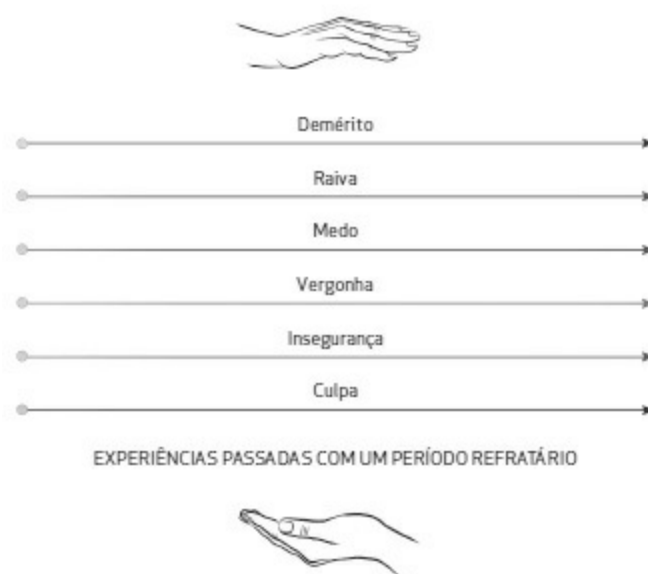 Demérito
Raiva
Medo
Vergonha
Insegurança
Culpa
EXPERIÊNCIAS PASSADAS COM UM PERÍODO REFRATÁRIO